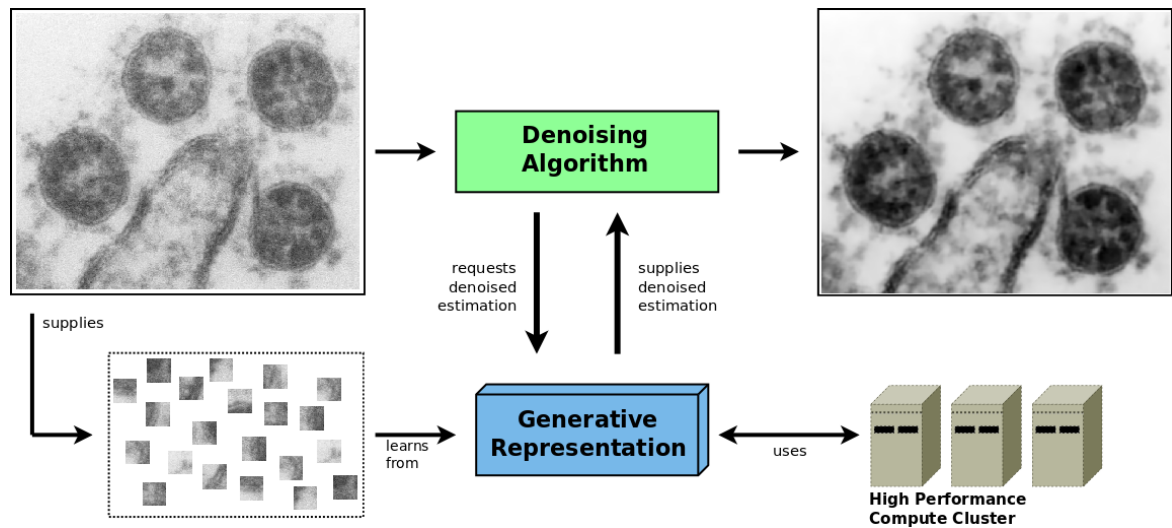 Denoising
Algorithm
requests
denoised
estimation
supplies
denoised
estimation
supplies
learns
from
Generative
Representation
uses
High Performance
Compute Cluster